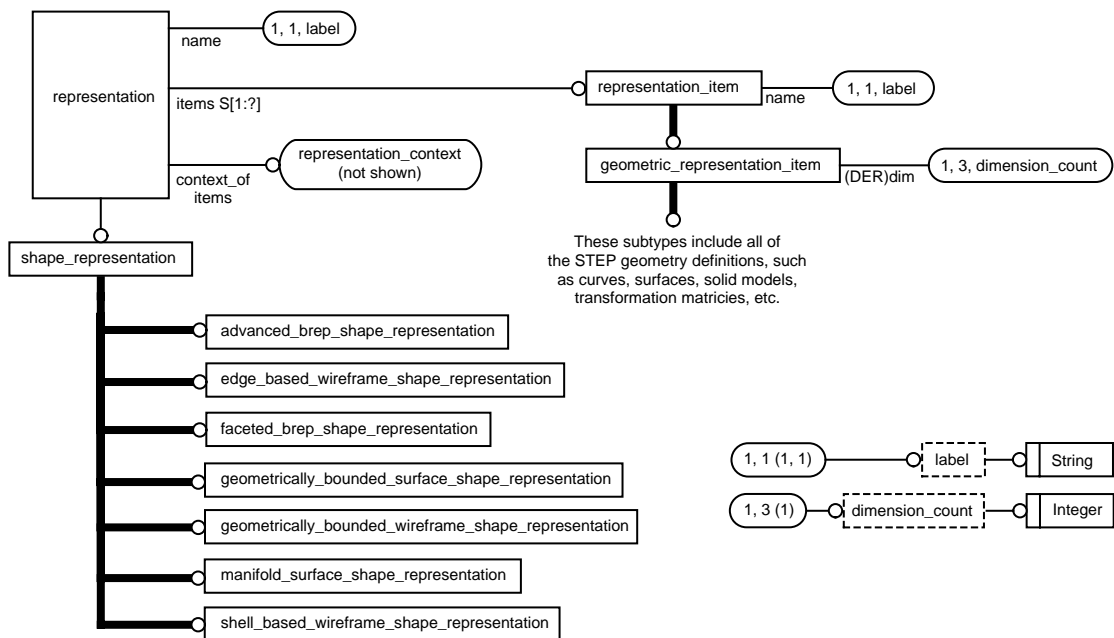 1, 1, label
name
representation
representation_item
items S[1:?]
name
1, 1, label
representation_context
(not shown)
context_of
items
geometric_representation_item
(DER)dim
1, 3, dimension_count
shape_representation
These subtypes include all of
the STEP geometry definitions, such
as curves, surfaces, solid models,
transformation matricies, etc.
advanced_brep_shape_representation
edge_based_wireframe_shape_representation
faceted_brep_shape_representation
geometrically_bounded_surface_shape_representation
geometrically_bounded_wireframe_shape_representation
manifold_surface_shape_representation
shell_based_wireframe_shape_representation
1, 1 (1, 1)
label
String
1, 3 (1)
dimension_count
Integer